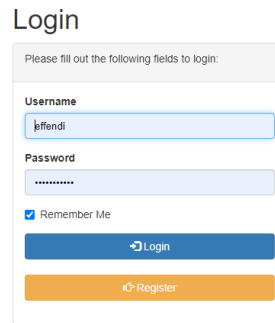 Login
Please fill out the following fields to login:
Username
effendi
Password
•••••••••••
Remember Me
Login
Register